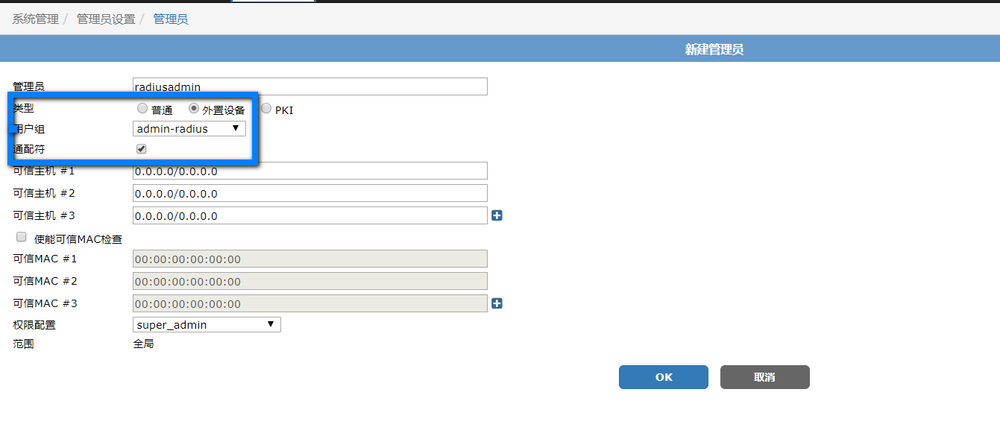 系统管理 / 管理员设置 / 管理员
新建管理员
管理员 radiusadmin
类型 普通 外置设备 PKI
用户组 admin-radius
通配符
可信主机 #1 0.0.0.0/0.0.0.0
可信主机 #2 0.0.0.0/0.0.0.0
可信主机 #3 0.0.0.0/0.0.0.0
使能可信MAC检查
可信MAC #1 00:00:00:00:00:00
可信MAC #2 00:00:00:00:00:00
可信MAC #3 00:00:00:00:00:00
权限配置 super_admin
范围 全局
OK 取消